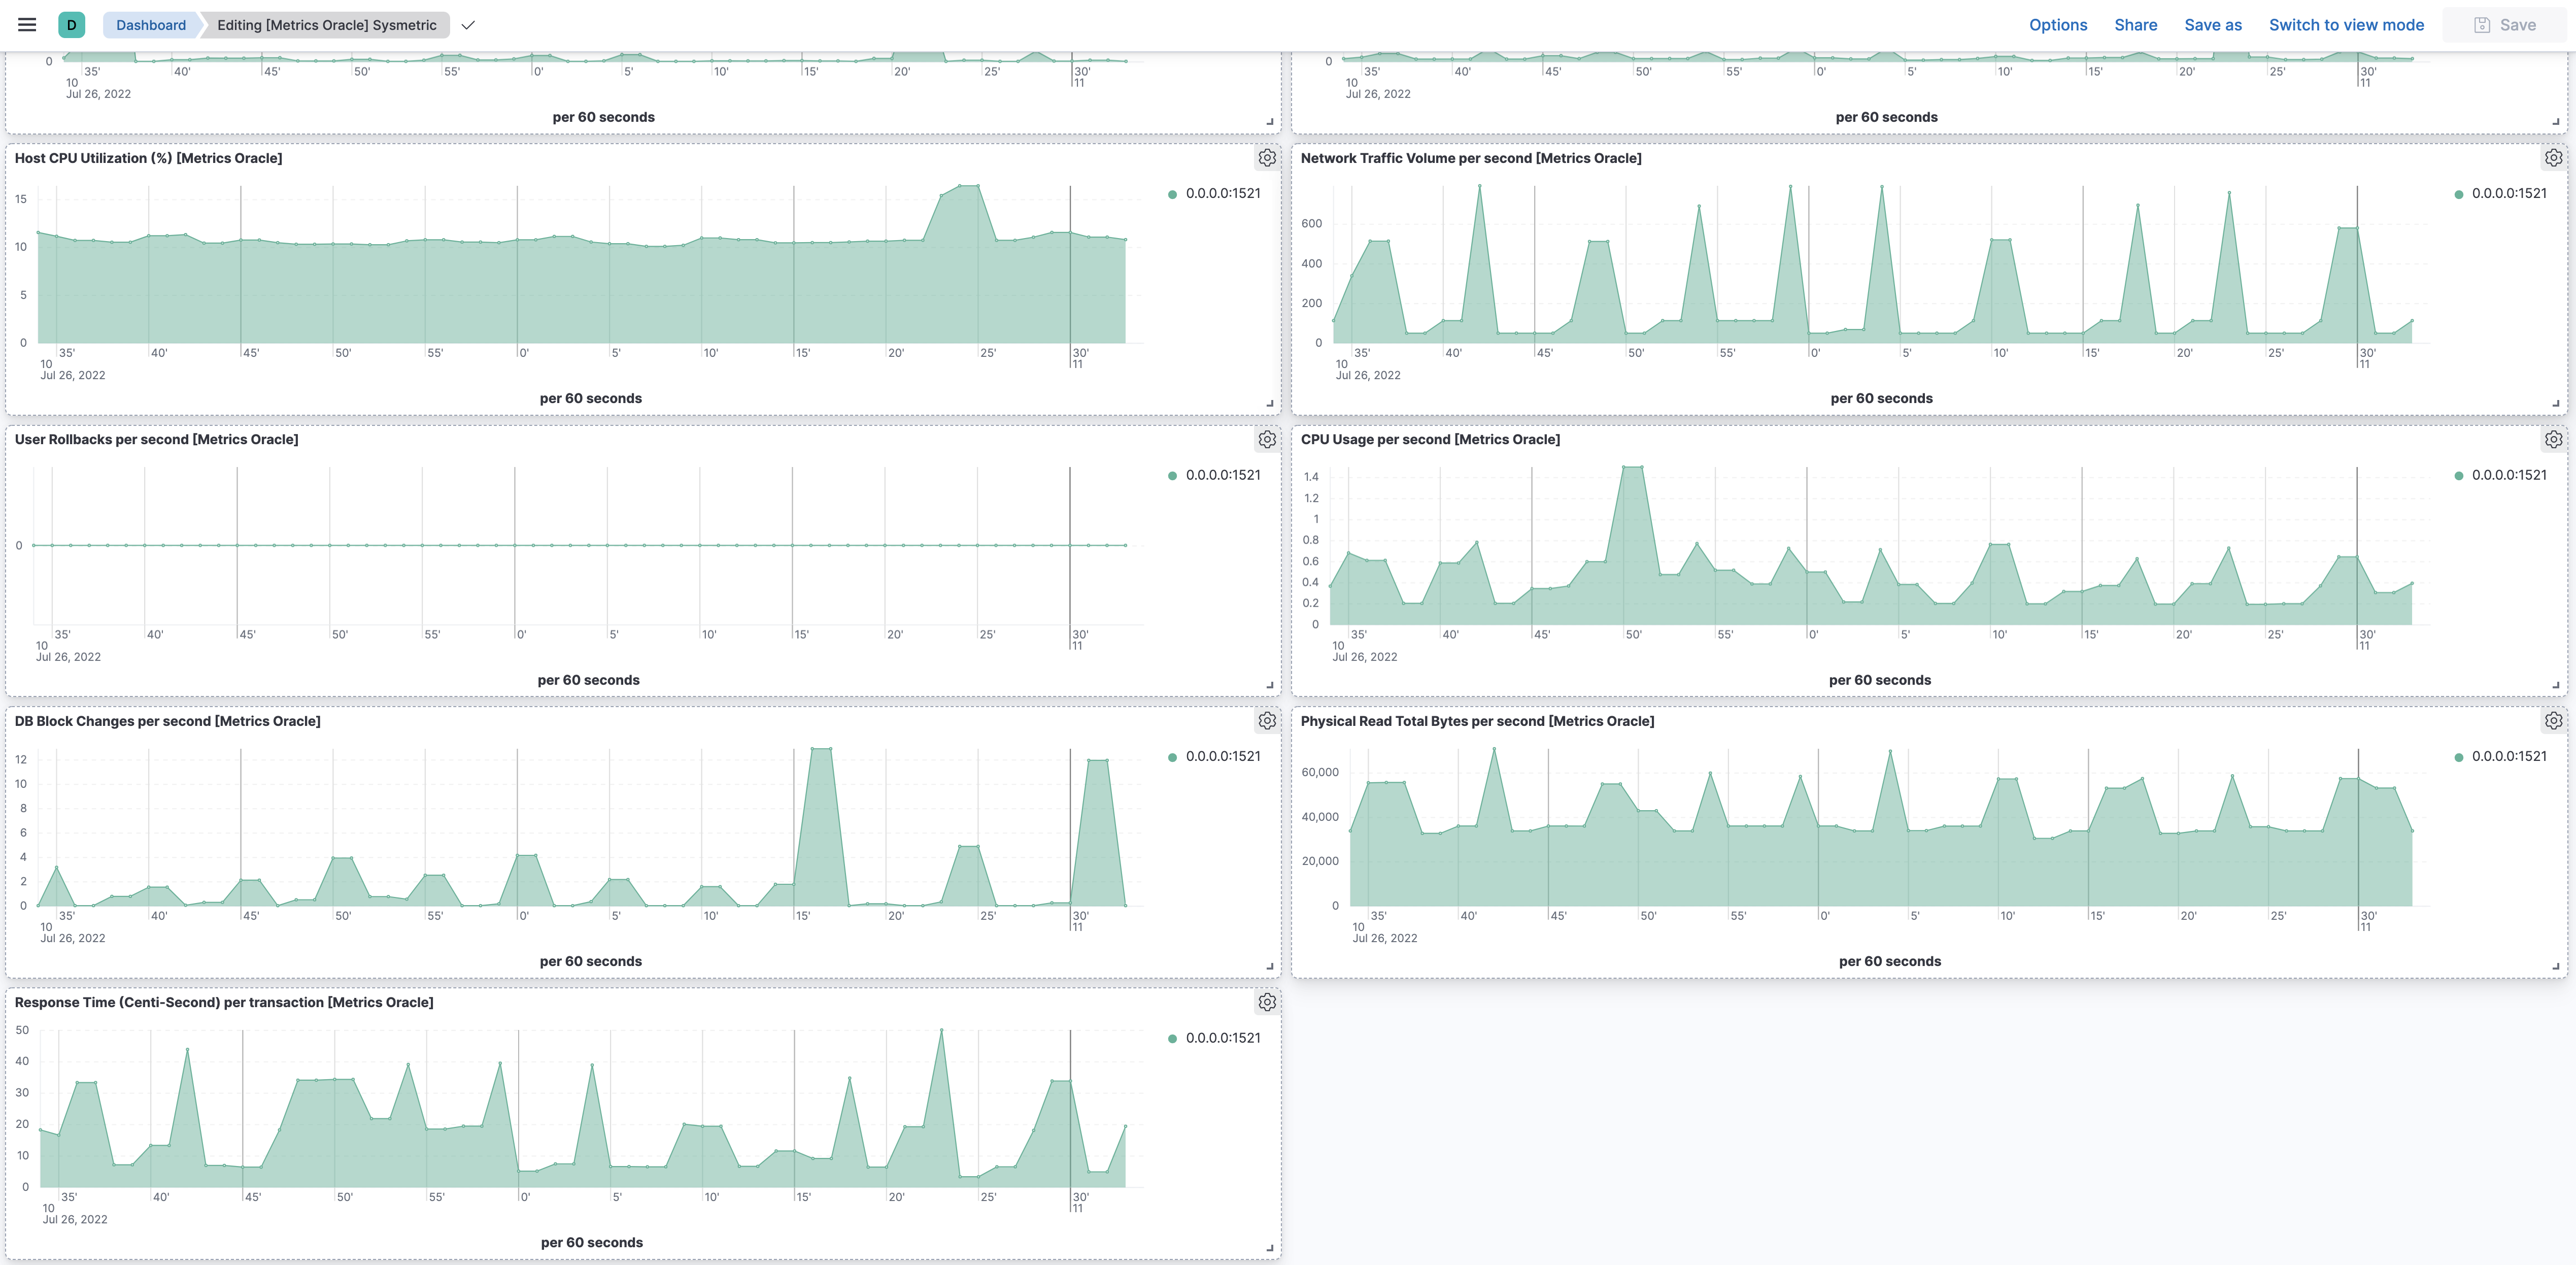 D Dashboard Editing [Metrics Oracle] Sysmetric Options Share Save as Switch to view mode Save
0
35' 40' 45' 50' 55' 0' 5' 10' 15' 20' 25' 30'
10 11
Jul 26, 2022
per 60 seconds
0
35' 40' 45' 50' 55' 0' 5' 10' 15' 20' 25' 30'
10 11
Jul 26, 2022
per 60 seconds
Host CPU Utilization (%) [Metrics Oracle]
0.0.0.0:1521
15
10
5
0
35' 40' 45' 50' 55' 0' 5' 10' 15' 20' 25' 30'
10 11
Jul 26, 2022
per 60 seconds
Network Traffic Volume per second [Metrics Oracle]
0.0.0.0:1521
600
400
200
0
35' 40' 45' 50' 55' 0' 5' 10' 15' 20' 25' 30'
10 11
Jul 26, 2022
per 60 seconds
User Rollbacks per second [Metrics Oracle]
0.0.0.0:1521
0
35' 40' 45' 50' 55' 0' 5' 10' 15' 20' 25' 30'
10 11
Jul 26, 2022
per 60 seconds
CPU Usage per second [Metrics Oracle]
0.0.0.0:1521
1.4
1.2
1
0.8
0.6
0.4
0.2
0
35' 40' 45' 50' 55' 0' 5' 10' 15' 20' 25' 30'
10 11
Jul 26, 2022
per 60 seconds
DB Block Changes per second [Metrics Oracle]
0.0.0.0:1521
12
10
8
6
4
2
0
35' 40' 45' 50' 55' 0' 5' 10' 15' 20' 25' 30'
10 11
Jul 26, 2022
per 60 seconds
Physical Read Total Bytes per second [Metrics Oracle]
0.0.0.0:1521
60,000
40,000
20,000
0
35' 40' 45' 50' 55' 0' 5' 10' 15' 20' 25' 30'
10 11
Jul 26, 2022
per 60 seconds
Response Time (Centi-Second) per transaction [Metrics Oracle]
0.0.0.0:1521
50
40
30
20
10
0
35' 40' 45' 50' 55' 0' 5' 10' 15' 20' 25' 30'
10 11
Jul 26, 2022
per 60 seconds